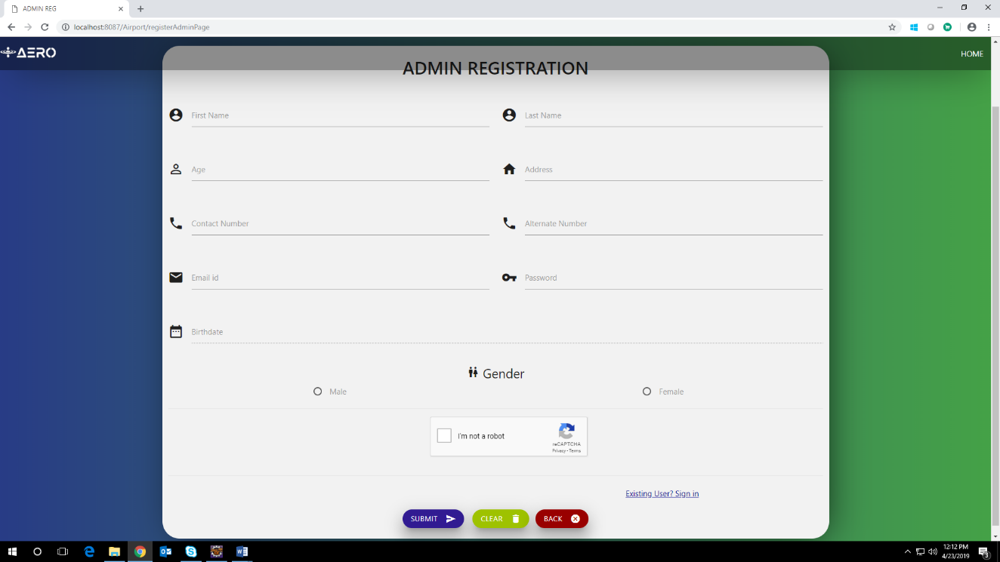 ADMIN REG
localhost:8087/Airport/registerAdminPage
AERO
HOME
ADMIN REGISTRATION
First Name
Last Name
Age
Address
Contact Number
Alternate Number
Email id
Password
Birthdate
Gender
Male
Female
I'm not a robot
reCAPTCHA
Privacy - Terms
Existing User? Sign in
SUBMIT
CLEAR
BACK
12:12 PM
4/23/2019
3